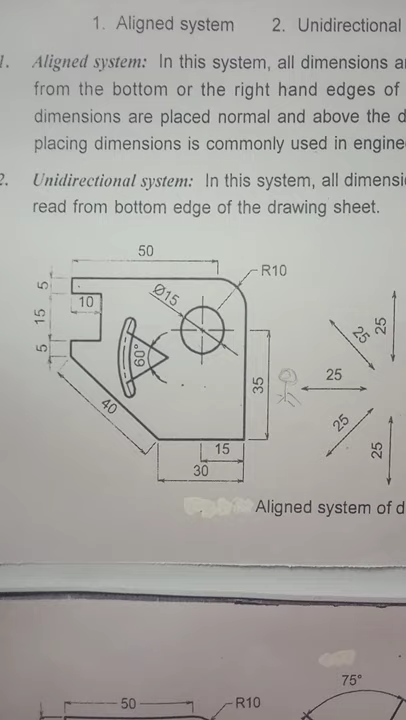 1. Aligned system 2. Unidirectional
1. Aligned system: In this system, all dimensions
from the bottom or the right hand edges of
dimensions are placed normal and above the
placing dimensions is commonly used in
2. Unidirectional system: In this system, all
read from bottom edge of the drawing sheet.
50
R10
5
Ø15
10
15
25
25
60°
5
25
35
40
25
15
25
30
Aligned system of
75°
50
R10